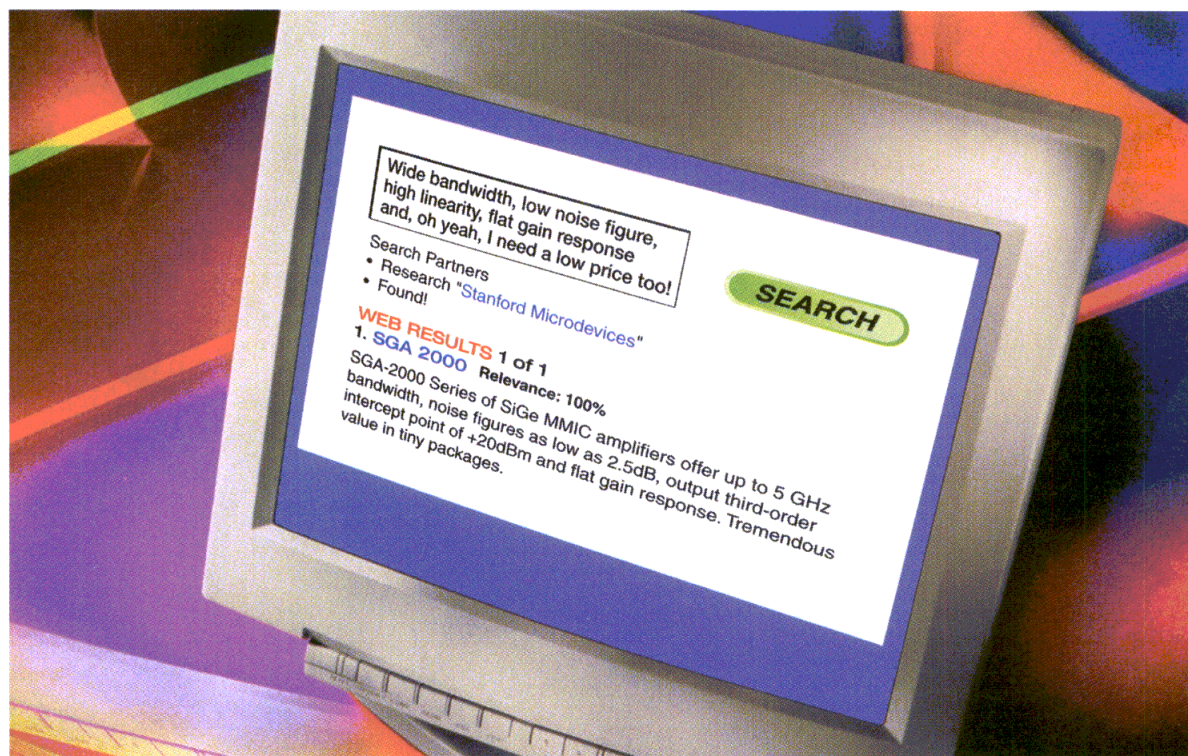 Wide bandwidth, low noise figure,
high linearity, flat gain response
and, oh yeah, I need a low price too!
SEARCH
Search Partners
• Research "Stanford Microdevices"
• Found!
WEB RESULTS 1 of 1
1. SGA 2000 Relevance: 100%
SGA-2000 Series of SiGe MMIC amplifiers offer up to 5 GHz
bandwidth, noise figures as low as 2.5dB, output third-order
intercept point of +20dBm and flat gain response. Tremendous
value in tiny packages.